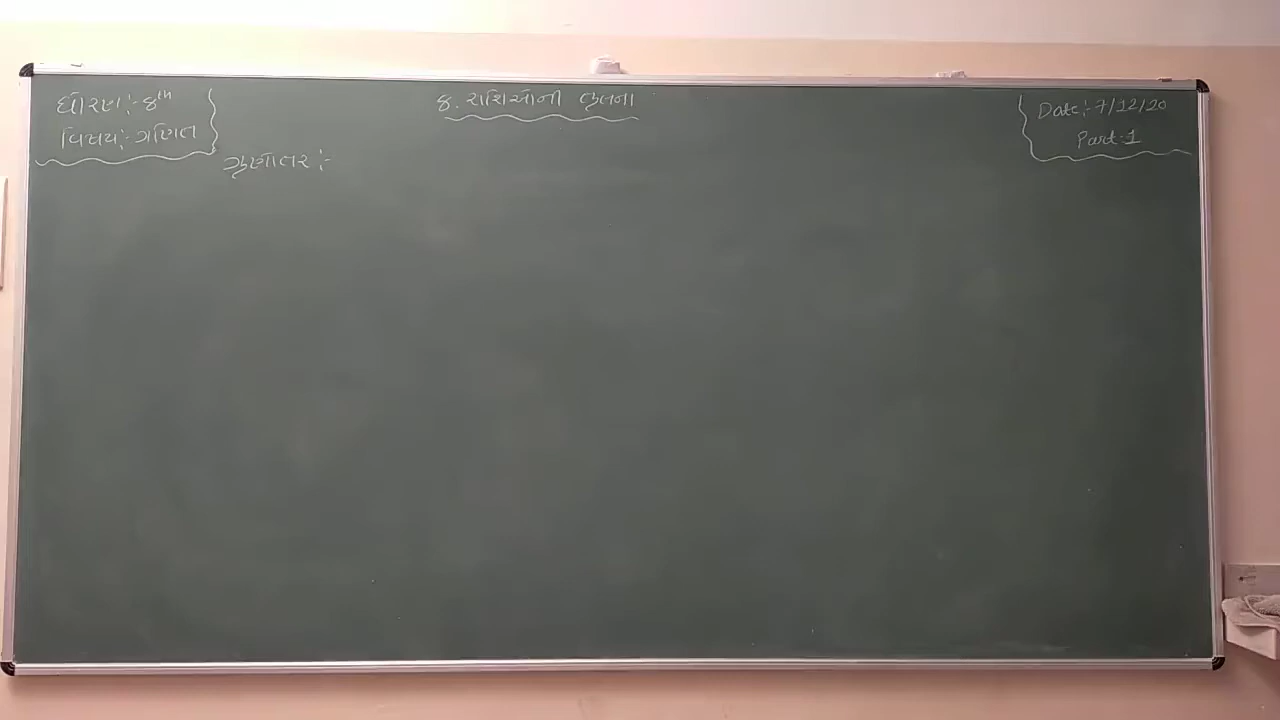 ધોરણ :- 8th
વિષય :- ગણિત
8. રાશિઓની તુલના
Date :- 7/12/20
Part-1
ગુણોત્તર :-